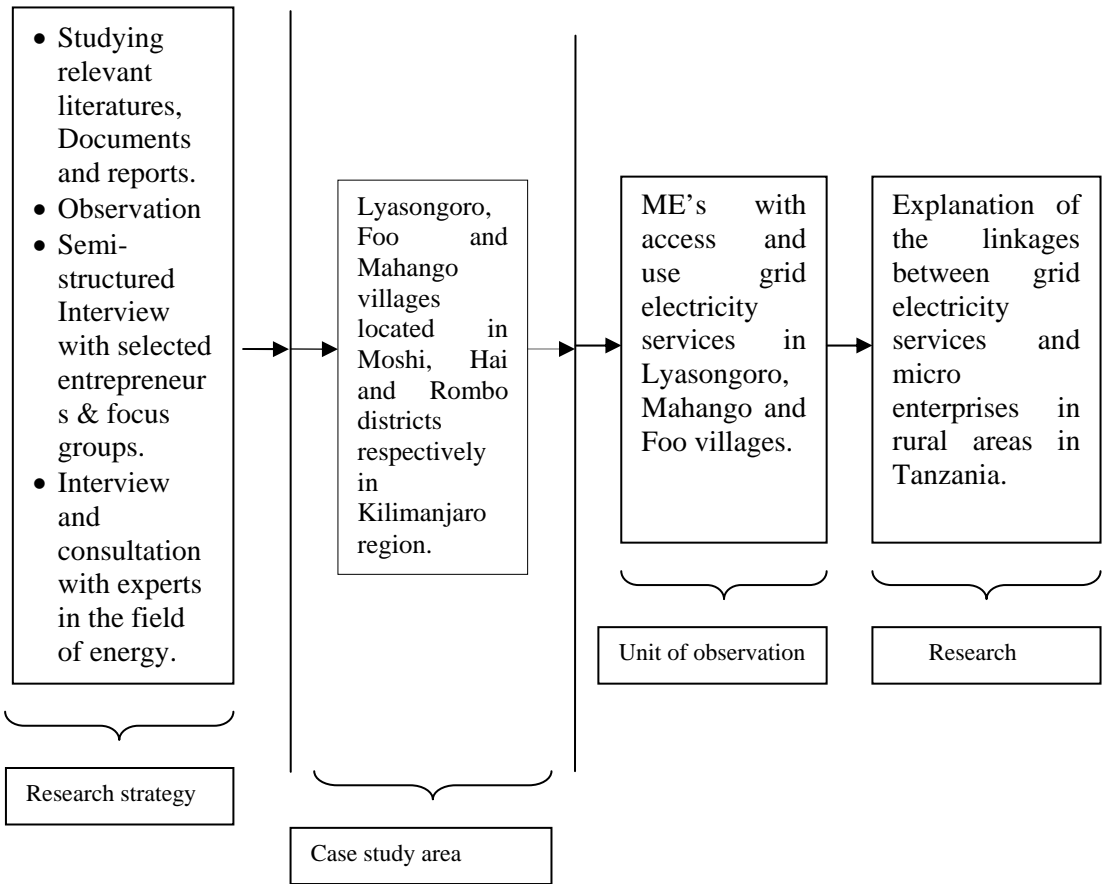 • Studying
relevant
literatures,
Documents
and reports.
• Observation
• Semi-
structured
Interview
with selected
entrepreneur
s & focus
groups.
• Interview
and
consultation
with experts
in the field
of energy.
Research strategy
Lyasongoro,
Foo and
Mahango
villages
located in
Moshi, Hai
and Rombo
districts
respectively
in
Kilimanjaro
region.
Case study area
ME’s with
access and
use grid
electricity
services in
Lyasongoro,
Mahango and
Foo villages.
Unit of observation
Explanation of
the linkages
between grid
electricity
services and
micro
enterprises in
rural areas in
Tanzania.
Research